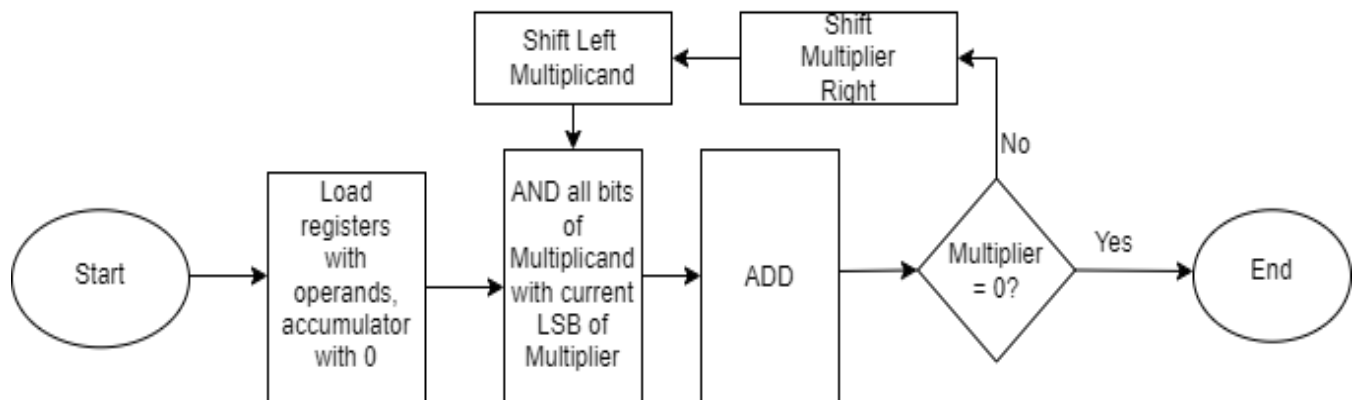 Shift Left
Multiplicand
Shift
Multiplier
Right
No
Start
Load
registers
with
operands,
accumulator
with 0
AND all bits
of
Multiplicand
with current
LSB of
Multiplier
ADD
Multiplier
= 0?
Yes
End